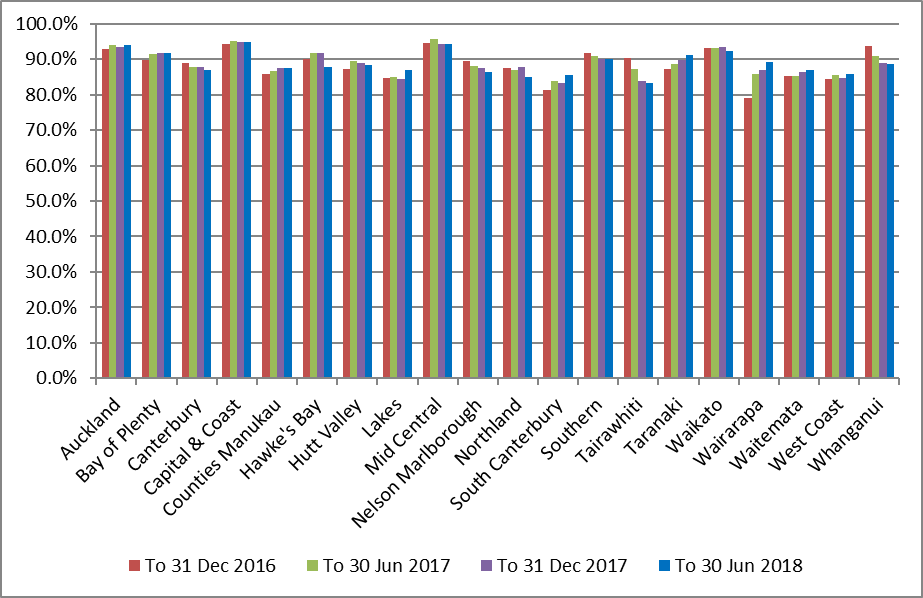 100.0%
90.0%
80.0%
70.0%
60.0%
50.0%
40.0%
30.0%
20.0%
10.0%
0.0%
Auckland
Bay of Plenty
Canterbury
Capital & Coast
Counties Manukau
Hawke's Bay
Hutt Valley
Lakes
Mid Central
Nelson Marlborough
Northland
South Canterbury
Southern
Tairawhiti
Taranaki
Waikato
Wairarapa
Waitemata
West Coast
Whanganui
To 31 Dec 2016 To 30 Jun 2017 To 31 Dec 2017 To 30 Jun 2018